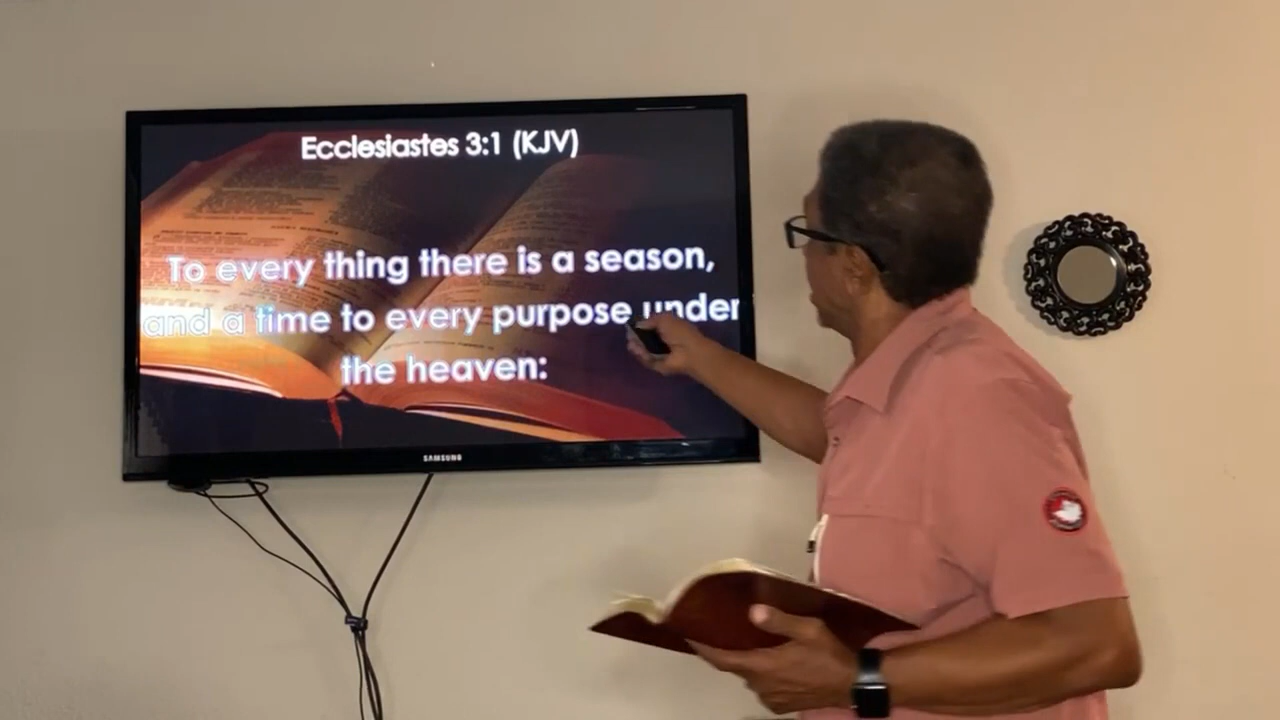 Ecclesiastes 3:1 (KJV)
To every thing there is a season,
and a time to every purpose under
the heaven:
SAMSUNG